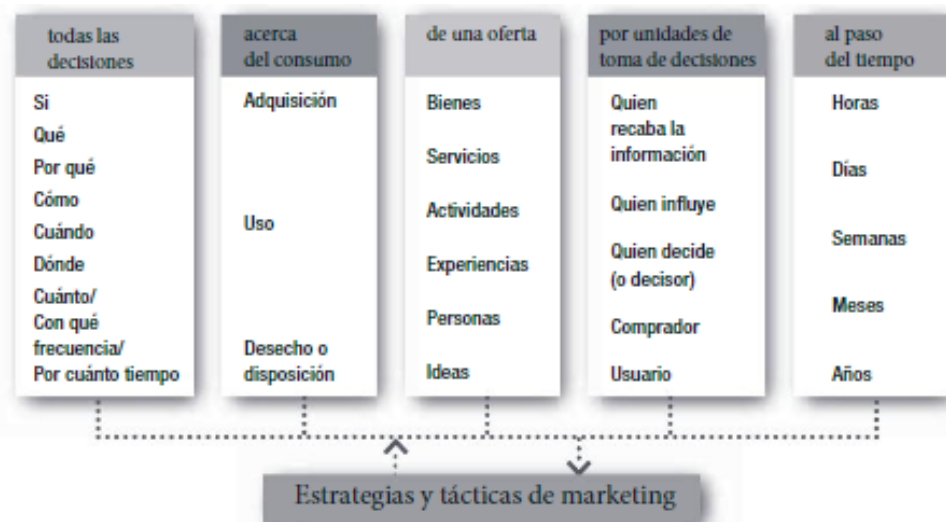 todas las
decisiones
Si
Qué
Por qué
Cómo
Cuándo
Dónde
Cuánto/
Con qué
frecuencia/
Por cuánto tiempo
acerca
del consumo
Adquisición
Uso
Desecho o
disposición
de una oferta
Bienes
Servicios
Actividades
Experiencias
Personas
Ideas
por unidades de
toma de decisiones
Quien
recaba la
información
Quien influye
Quien decide
(o decisor)
Comprador
Usuario
al paso
del tiempo
Horas
Días
Semanas
Meses
Años
Estrategias y tácticas de marketing